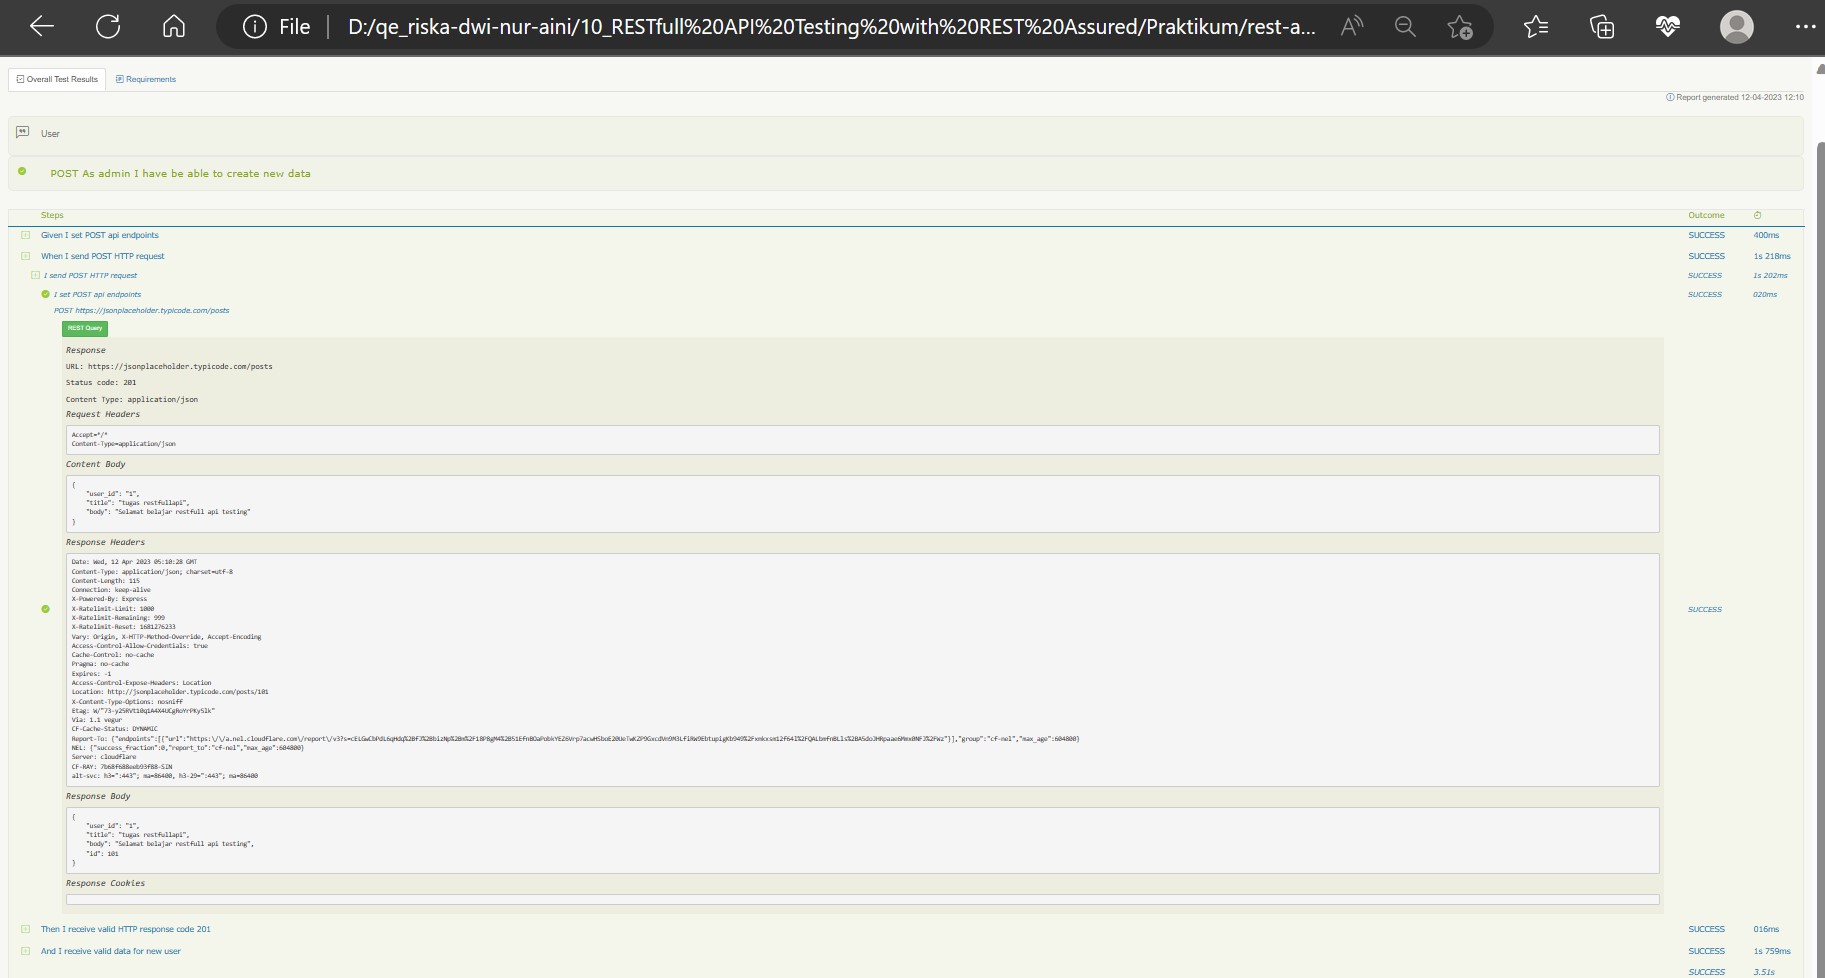 File | D:/qe_riska-dwi-nur-aini/10_RESTfull%20API%20Testing%20with%20REST%20Assured/Praktikum/rest-a...
Overall Test Results Requirements
Report generated 12-04-2023 12:10
User
POST As admin I have be able to create new data
Steps Outcome
Given I set POST api endpoints SUCCESS 400ms
When I send POST HTTP request SUCCESS 1s 218ms
I send POST HTTP request SUCCESS 1s 202ms
I set POST api endpoints SUCCESS 020ms
POST https://jsonplaceholder.typicode.com/posts
REST Query
Response
URL: https://jsonplaceholder.typicode.com/posts
Status code: 201
Content Type: application/json
Request Headers
Accept=*/*
Content-Type=application/json
Content Body
{
"user_id": "1",
"title": "tugas restfullapi",
"body": "Selamat belajar restfull api testing"
}
Response Headers
Date: Wed, 12 Apr 2023 05:10:28 GMT
Content-Type: application/json; charset=utf-8
Content-Length: 115
Connection: keep-alive
X-Powered-By: Express
X-Ratelimit-Limit: 1000
X-Ratelimit-Remaining: 999
X-Ratelimit-Reset: 1681276233
Vary: Origin, X-HTTP-Method-Override, Accept-Encoding
Access-Control-Allow-Credentials: true
Cache-Control: no-cache
Pragma: no-cache
Expires: -1
Access-Control-Expose-Headers: Location
Location: http://jsonplaceholder.typicode.com/posts/101
X-Content-Type-Options: nosniff
Etag:
Via: 1.1 vegur
CF-Cache-Status: DYNAMIC
Report-To: "group":"cf-nel","max_age":604800}
NEL: {"success_fraction":0,"report_to":"cf-nel","max_age":604800}
Server: cloudflare
CF-RAY: 7b68f688eeb93f88-SIN
alt-svc: h3=":443"; ma=86400, h3-29=":443"; ma=86400
SUCCESS
Response Body
{
"user_id": "1",
"title": "tugas restfullapi",
"body": "Selamat belajar restfull api testing",
"id": 101
}
Response Cookies
Then I receive valid HTTP response code 201 SUCCESS 016ms
And I receive valid data for new user SUCCESS 1s 759ms
SUCCESS 3.51s